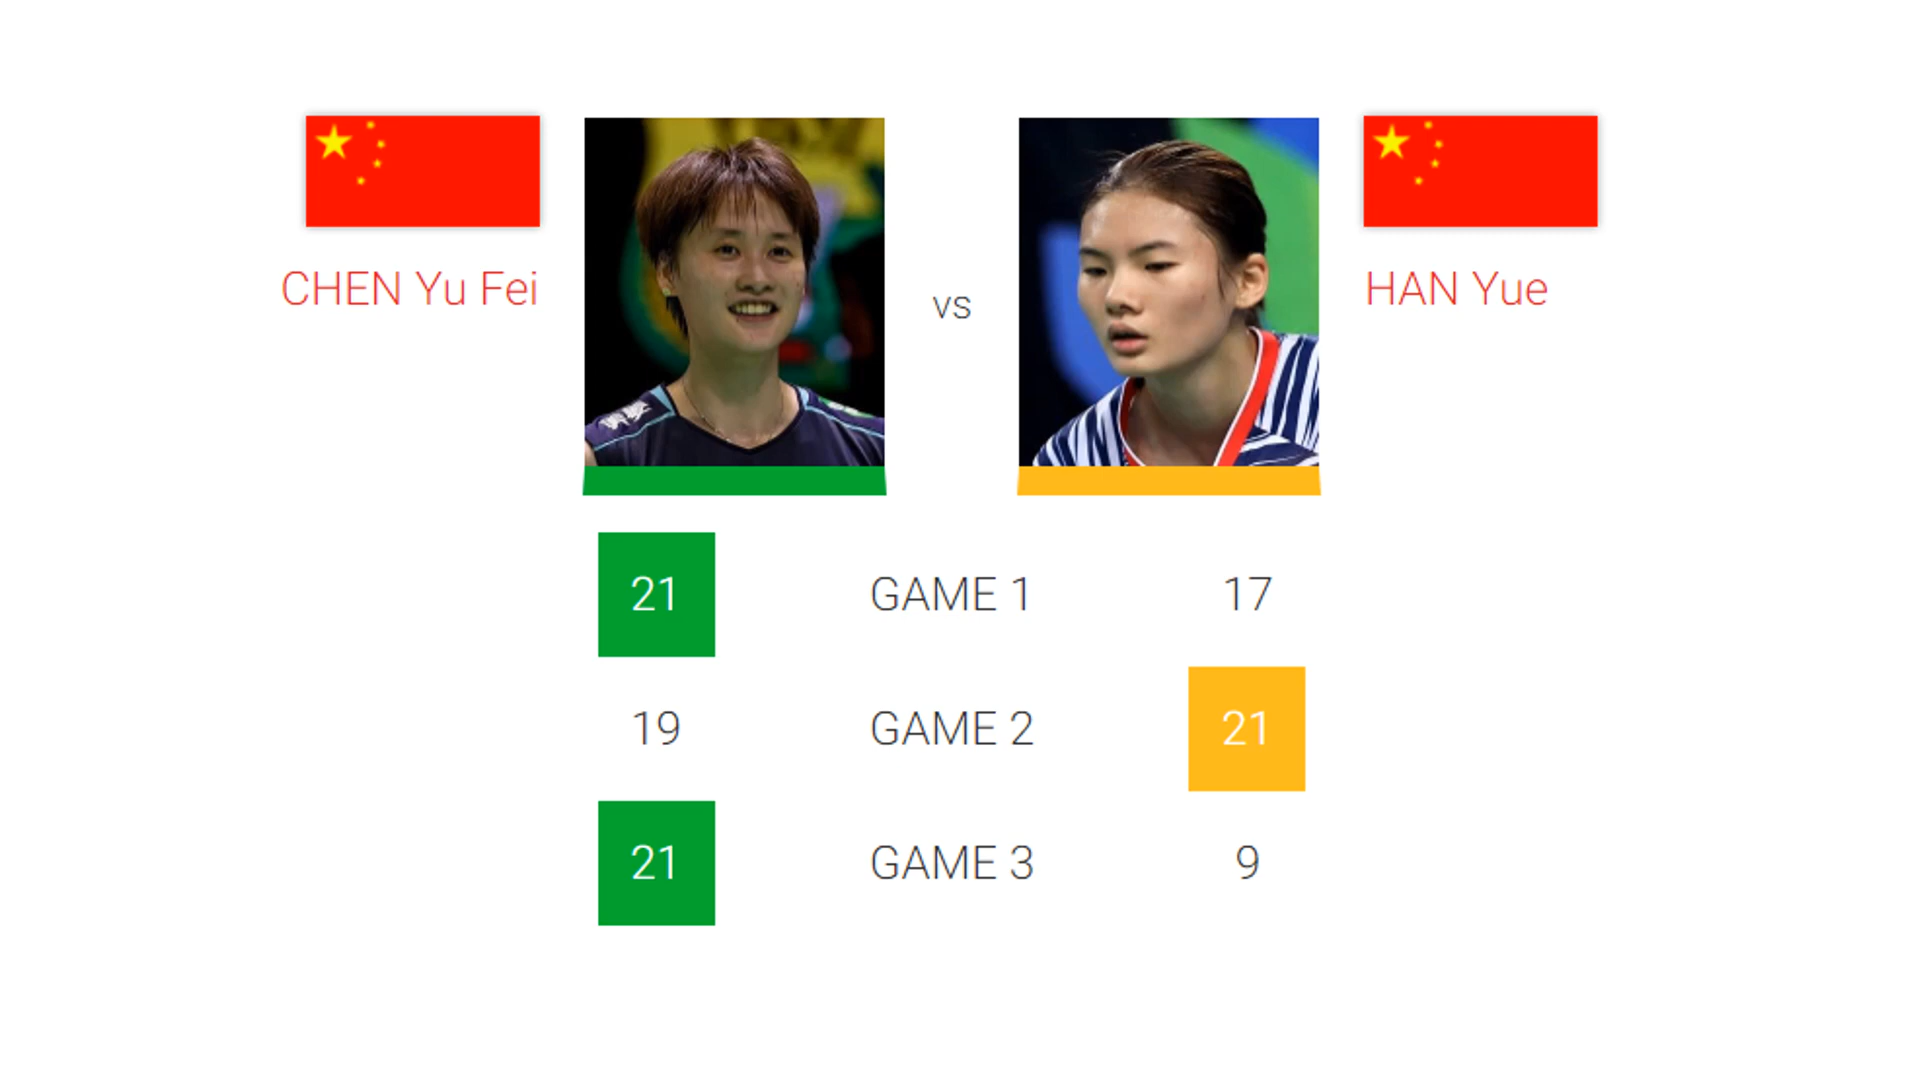 CHEN Yu Fei
vs
HAN Yue
21 GAME 1 17
19 GAME 2 21
21 GAME 3 9